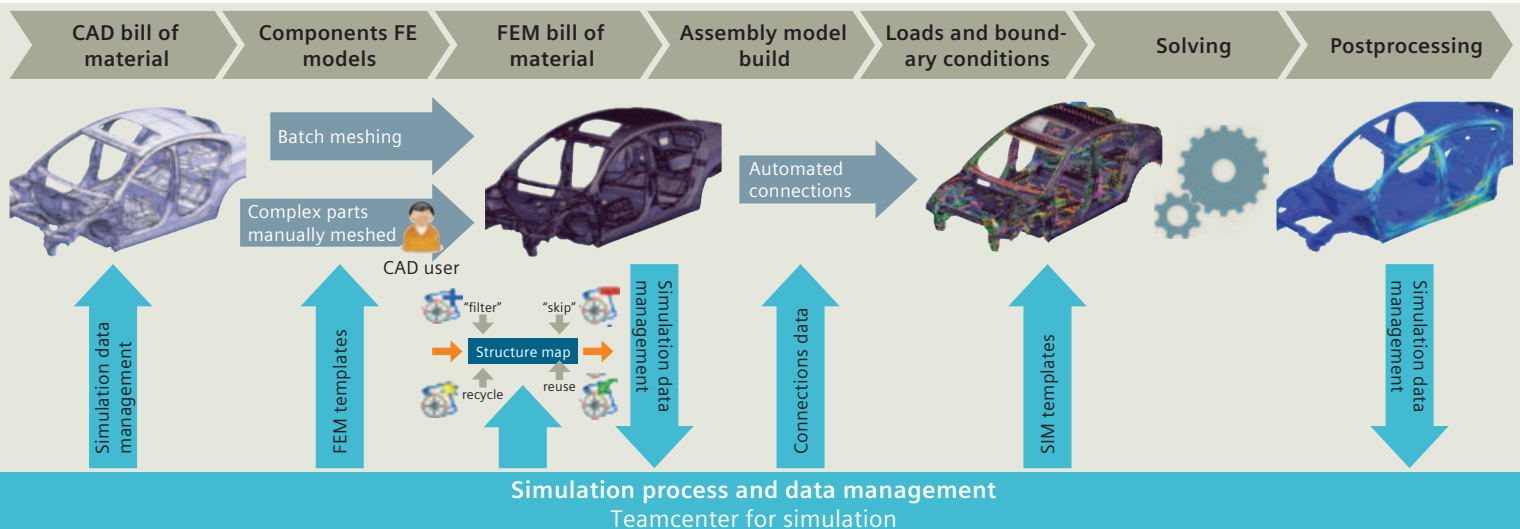 CAD bill of
material
Components FE
models
FEM bill of
material
Assembly model
build
Loads and bound-
ary conditions
Solving
Postprocessing
Batch meshing
Complex parts
manually meshed
CAD user
Automated
connections
"filter"
"skip"
Structure map
recycle
reuse
Simulation data
management
FEM templates
Simulation data
management
Connections data
SIM templates
Simulation data
management
Simulation process and data management
Teamcenter for simulation